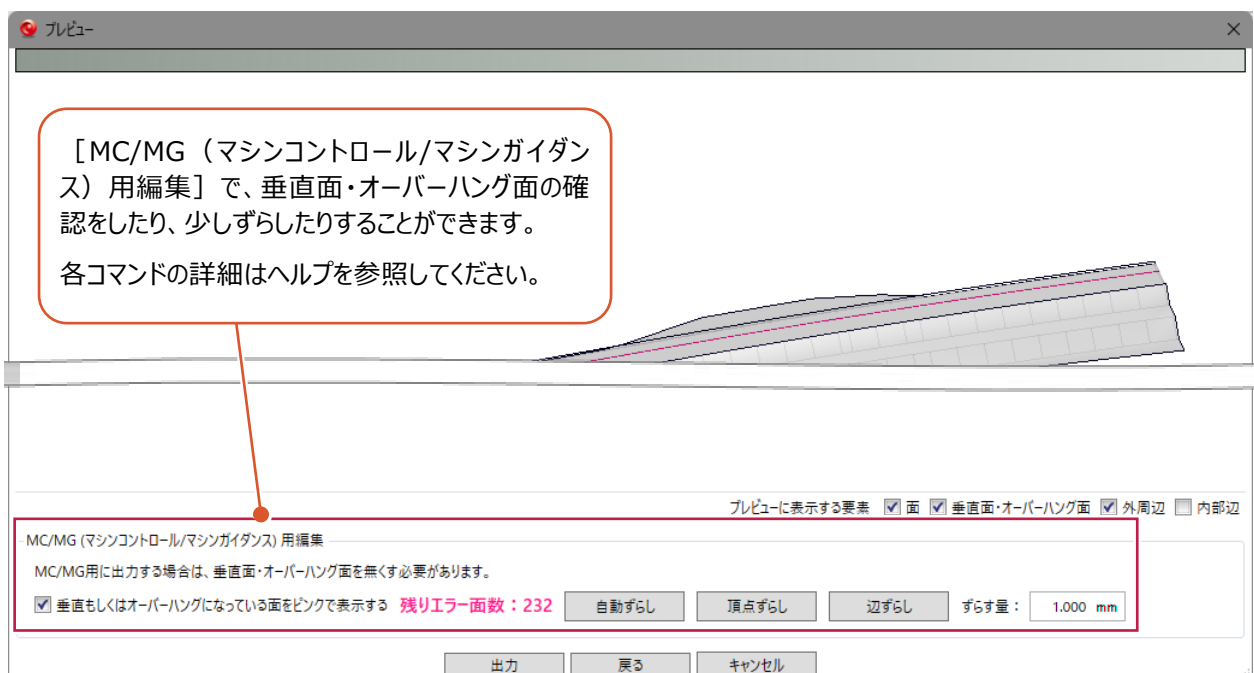 プレビュー
［MC/MG（マシンコントロール/マシンガイダン
ス）用編集］で、垂直面・オーバーハング面の確
認をしたり、少しずらしたりすることができます。
各コマンドの詳細はヘルプを参照してください。
プレビューに表示する要素 面 垂直面・オーバーハング面 外周辺 内部辺
MC/MG (マシンコントロール/マシンガイダンス) 用編集
MC/MG用に出力する場合は、垂直面・オーバーハング面を無くす必要があります。
垂直もしくはオーバーハングになっている面をピンクで表示する 残りエラー面数：232 自動ずらし 頂点ずらし 辺ずらし ずらす量： 1.000 mm
出力 戻る キャンセル